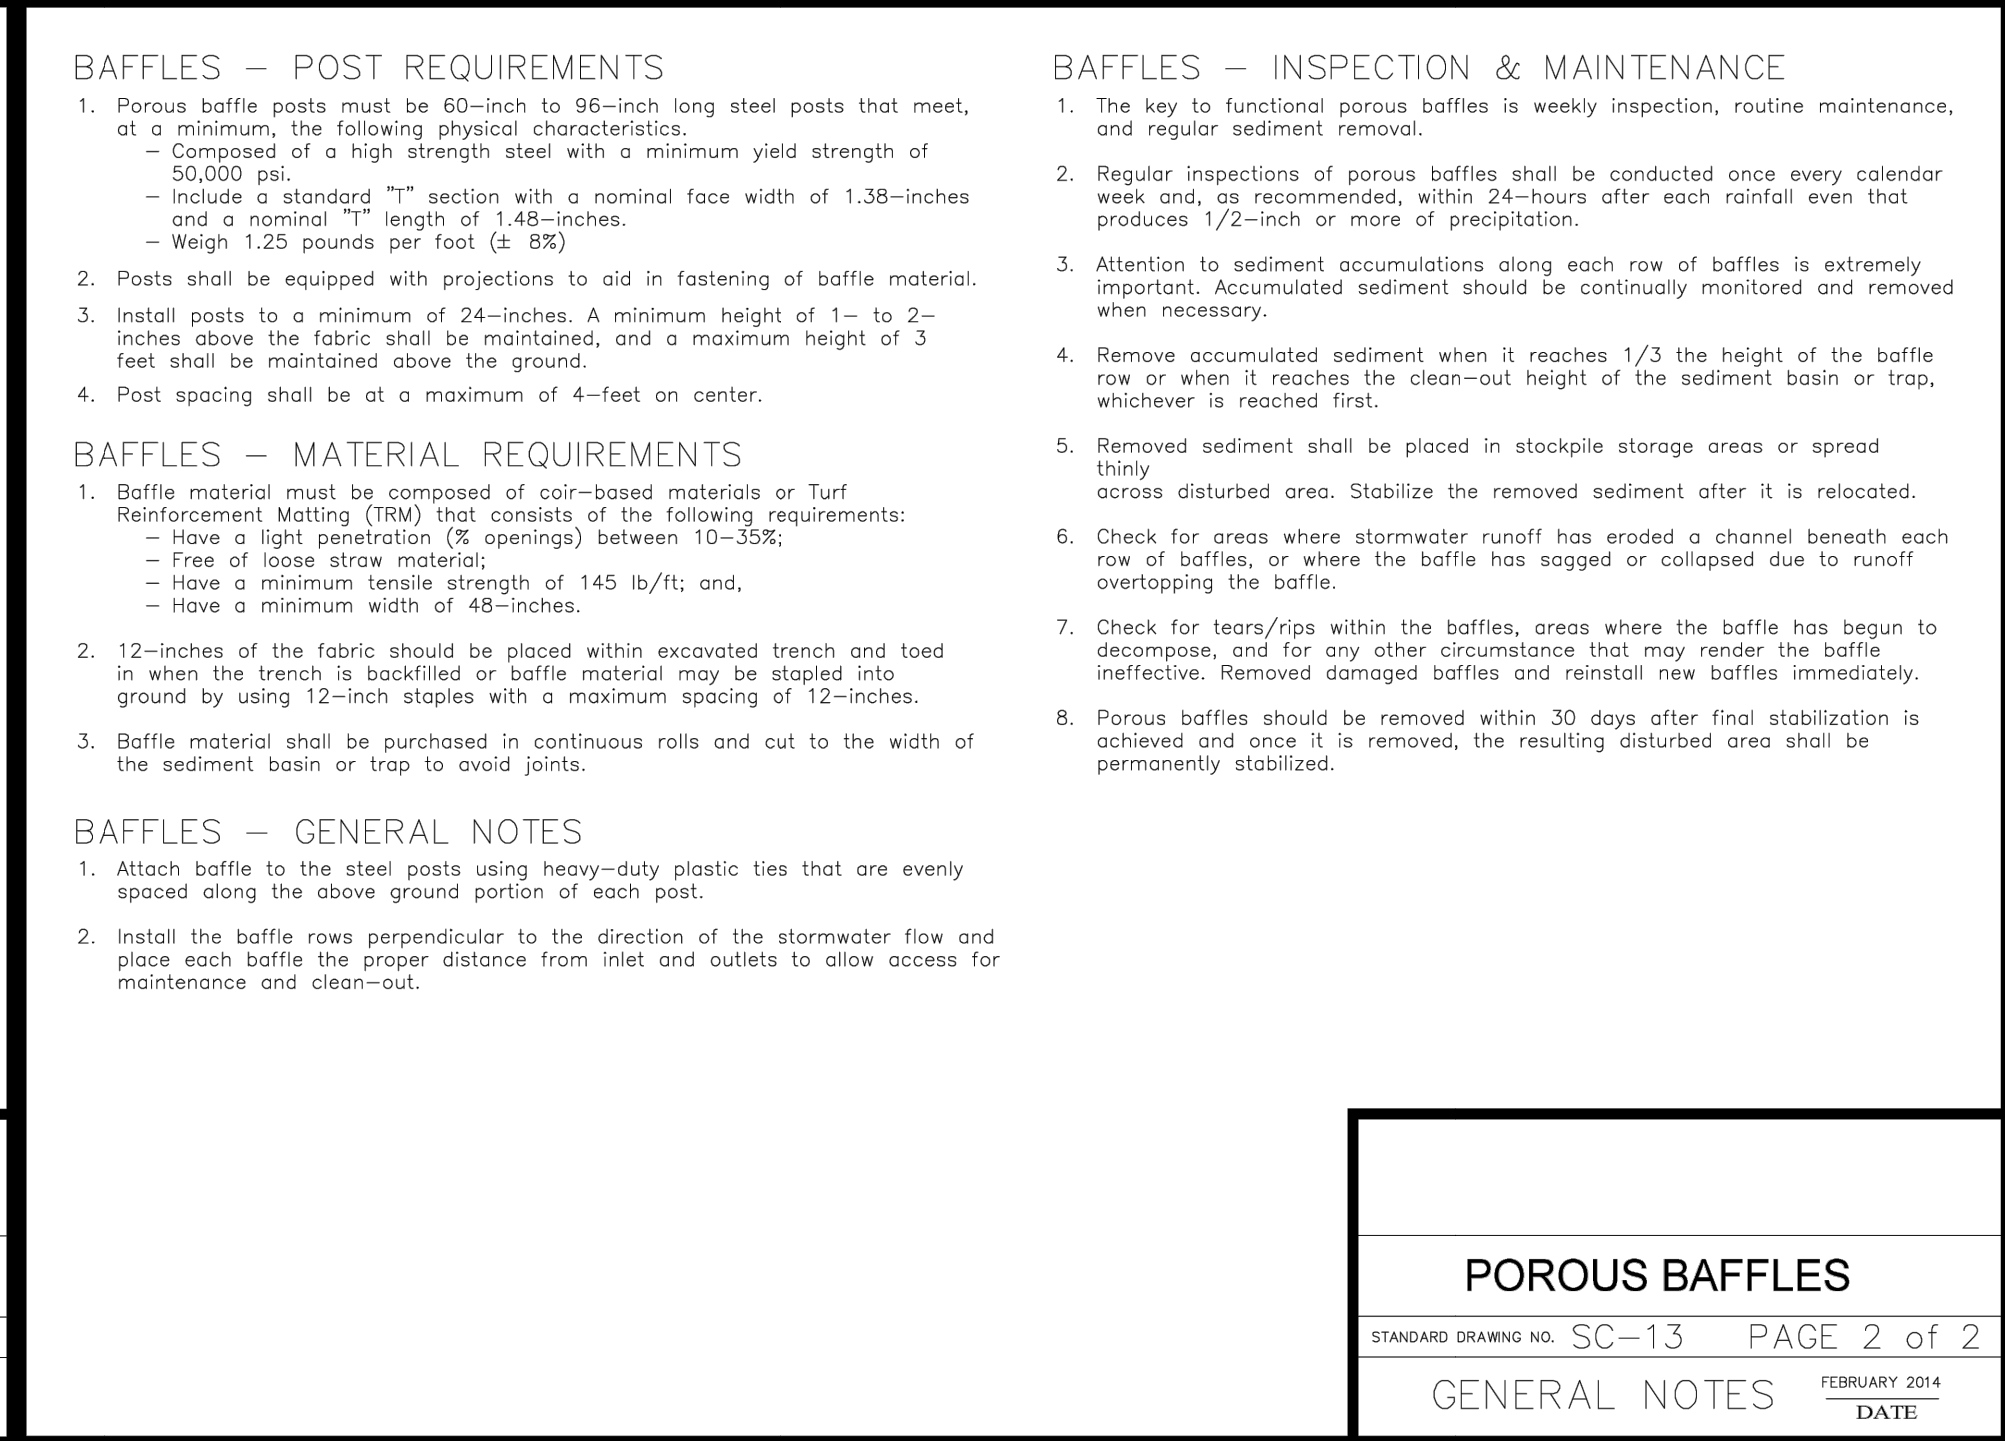 BAFFLES – POST REQUIREMENTS
1. Porous baffle posts must be 60–inch to 96–inch long steel posts that meet,
at a minimum, the following physical characteristics.
– Composed of a high strength steel with a minimum yield strength of
50,000 psi.
– Include a standard "T" section with a nominal face width of 1.38–inches
and a nominal "T" length of 1.48–inches.
– Weigh 1.25 pounds per foot (± 8%)
2. Posts shall be equipped with projections to aid in fastening of baffle material.
3. Install posts to a minimum of 24–inches. A minimum height of 1– to 2–
inches above the fabric shall be maintained, and a maximum height of 3
feet shall be maintained above the ground.
4. Post spacing shall be at a maximum of 4–feet on center.
BAFFLES – MATERIAL REQUIREMENTS
1. Baffle material must be composed of coir–based materials or Turf
Reinforcement Matting (TRM) that consists of the following requirements:
– Have a light penetration (% openings) between 10–35%;
– Free of loose straw material;
– Have a minimum tensile strength of 145 lb/ft; and,
– Have a minimum width of 48–inches.
2. 12–inches of the fabric should be placed within excavated trench and toed
in when the trench is backfilled or baffle material may be stapled into
ground by using 12–inch staples with a maximum spacing of 12–inches.
3. Baffle material shall be purchased in continuous rolls and cut to the width of
the sediment basin or trap to avoid joints.
BAFFLES – GENERAL NOTES
1. Attach baffle to the steel posts using heavy–duty plastic ties that are evenly
spaced along the above ground portion of each post.
2. Install the baffle rows perpendicular to the direction of the stormwater flow and
place each baffle the proper distance from inlet and outlets to allow access for
maintenance and clean–out.
BAFFLES – INSPECTION & MAINTENANCE
1. The key to functional porous baffles is weekly inspection, routine maintenance,
and regular sediment removal.
2. Regular inspections of porous baffles shall be conducted once every calendar
week and, as recommended, within 24–hours after each rainfall even that
produces 1/2–inch or more of precipitation.
3. Attention to sediment accumulations along each row of baffles is extremely
important. Accumulated sediment should be continually monitored and removed
when necessary.
4. Remove accumulated sediment when it reaches 1/3 the height of the baffle
row or when it reaches the clean–out height of the sediment basin or trap,
whichever is reached first.
5. Removed sediment shall be placed in stockpile storage areas or spread
thinly
across disturbed area. Stabilize the removed sediment after it is relocated.
6. Check for areas where stormwater runoff has eroded a channel beneath each
row of baffles, or where the baffle has sagged or collapsed due to runoff
overtopping the baffle.
7. Check for tears/rips within the baffles, areas where the baffle has begun to
decompose, and for any other circumstance that may render the baffle
ineffective. Removed damaged baffles and reinstall new baffles immediately.
8. Porous baffles should be removed within 30 days after final stabilization is
achieved and once it is removed, the resulting disturbed area shall be
permanently stabilized.
POROUS BAFFLES
STANDARD DRAWING NO. SC–13 PAGE 2 of 2
GENERAL NOTES
FEBRUARY 2014
DATE